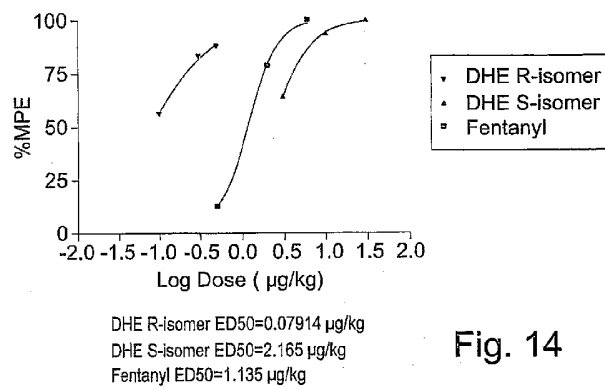 100
75
50
25
0
%MPE
-2.0 -1.5 -1.0 -0.5 0.0 0.5 1.0 1.5 2.0
Log Dose ( µg/kg)
DHE R-isomer
DHE S-isomer
Fentanyl
DHE R-isomer ED50=0.07914 µg/kg
DHE S-isomer ED50=2.165 µg/kg
Fentanyl ED50=1.135 µg/kg
Fig. 14